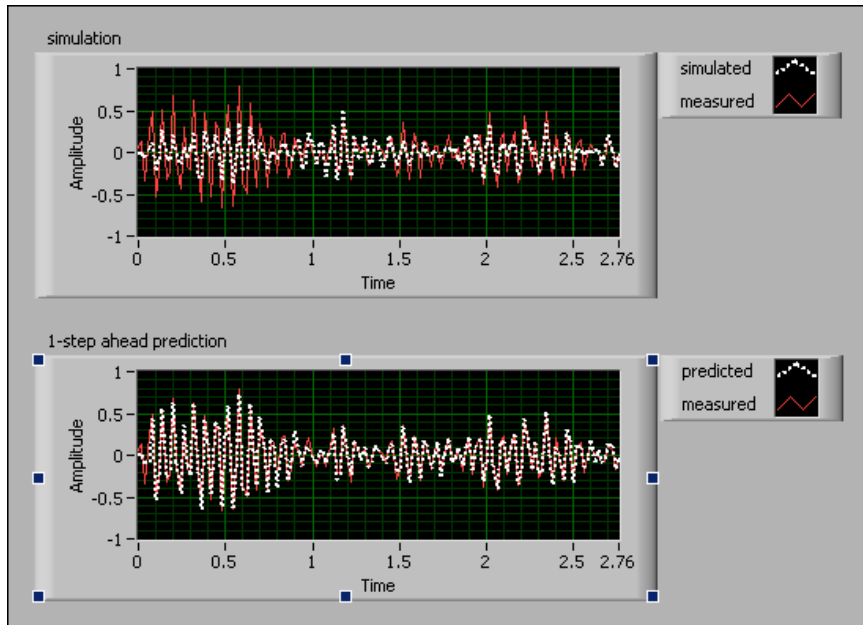 simulation
simulated
measured
Amplitude
1
0.5
0
-0.5
-1
0 0.5 1 1.5 2 2.5 2.76
Time
1-step ahead prediction
predicted
measured
Amplitude
1
0.5
0
-0.5
-1
0 0.5 1 1.5 2 2.5 2.76
Time